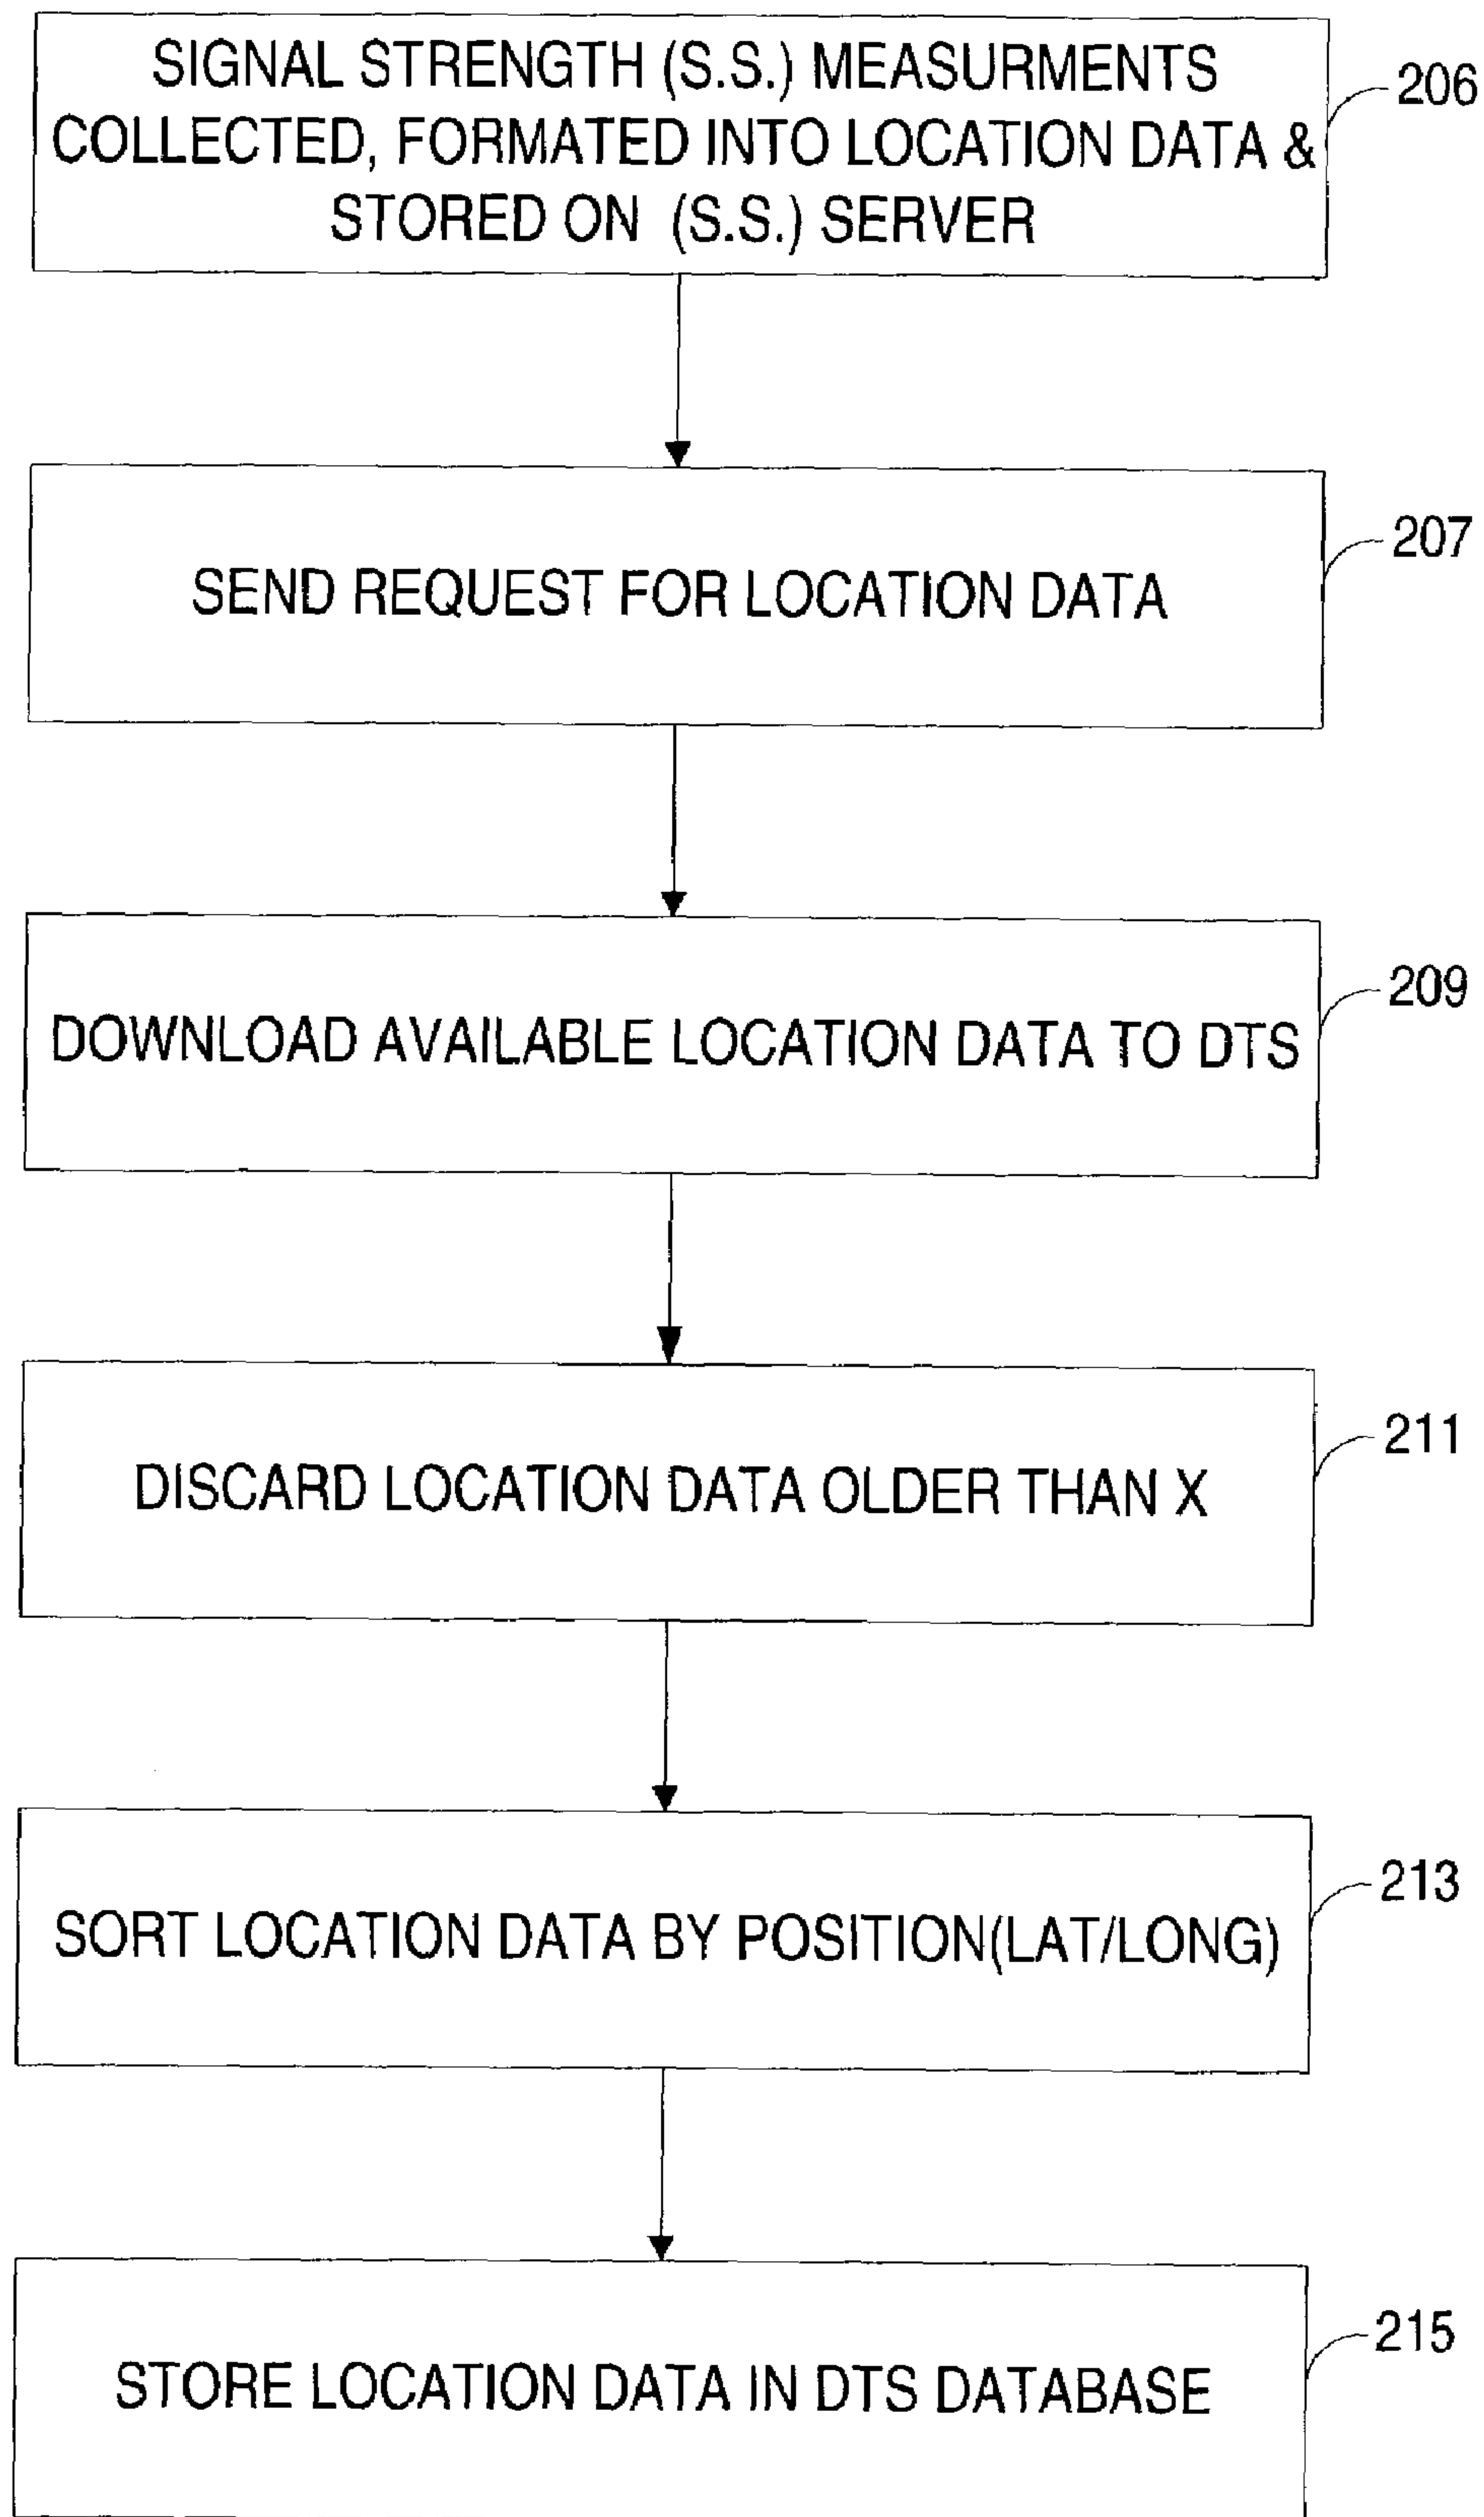 SIGNAL STRENGTH (S.S.) MEASURMENTS
COLLECTED, FORMATED INTO LOCATION DATA &
STORED ON (S.S.) SERVER
206
SEND REQUEST FOR LOCATION DATA
207
DOWNLOAD AVAILABLE LOCATION DATA TO DTS
209
DISCARD LOCATION DATA OLDER THAN X
211
SORT LOCATION DATA BY POSITION(LAT/LONG)
213
STORE LOCATION DATA IN DTS DATABASE
215